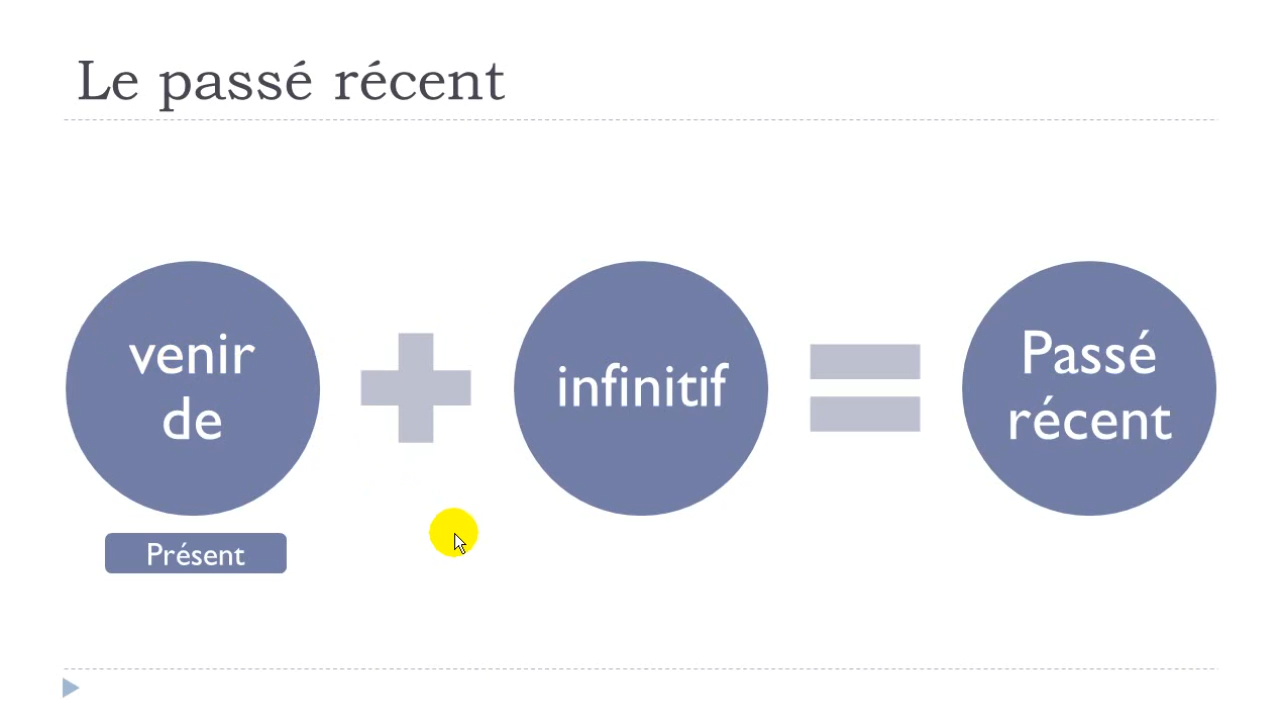 Le passé récent
venir
de
infinitif
Passé
récent
Présent